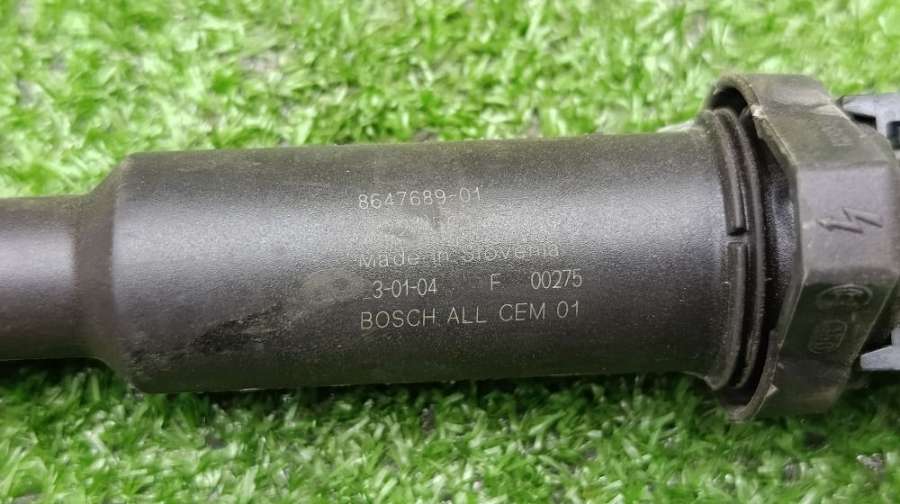 8647689-01
Made in Slovenia
3-01-04 F 00275
BOSCH ALL CEM 01